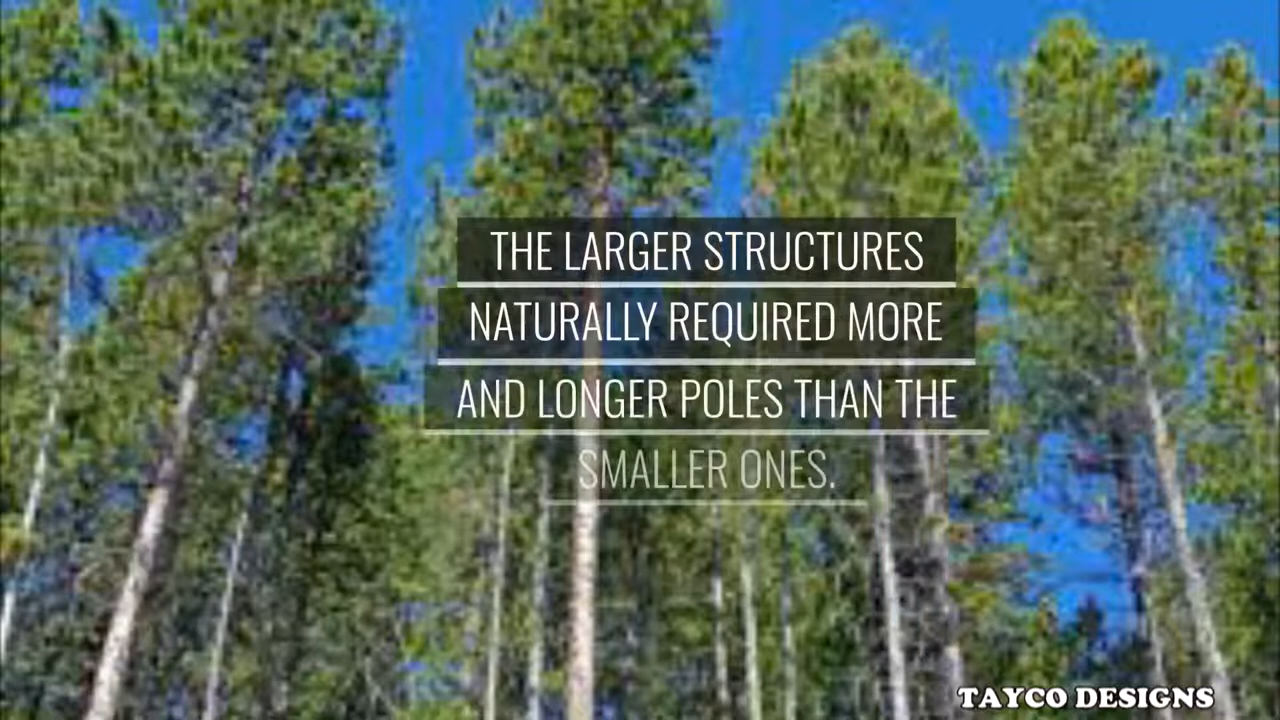 THE LARGER STRUCTURES
NATURALLY REQUIRED MORE
AND LONGER POLES THAN THE
SMALLER ONES.
TAYCO DESIGNS